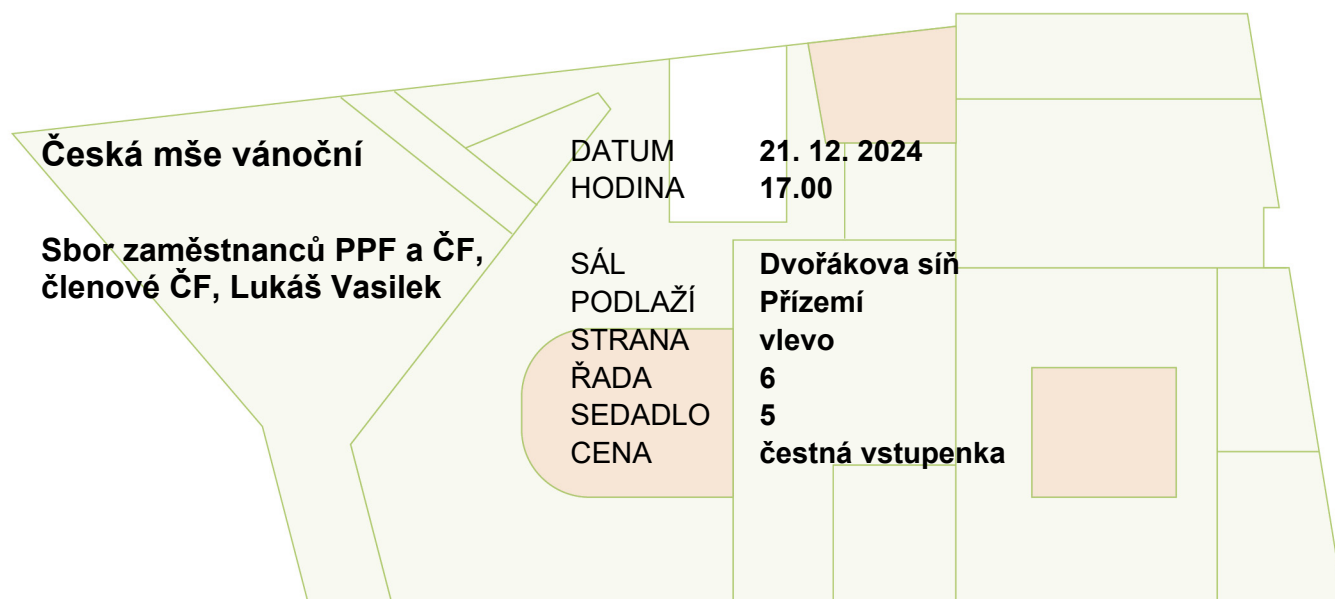 Česká mše vánoční
Sbor zaměstnanců PPF a ČF,
členové ČF, Lukáš Vasilek
DATUM 21. 12. 2024
HODINA 17.00
SÁL Dvořákova síň
PODLAŽÍ Přízemí
STRANA vlevo
ŘADA 6
SEDADLO 5
CENA čestná vstupenka